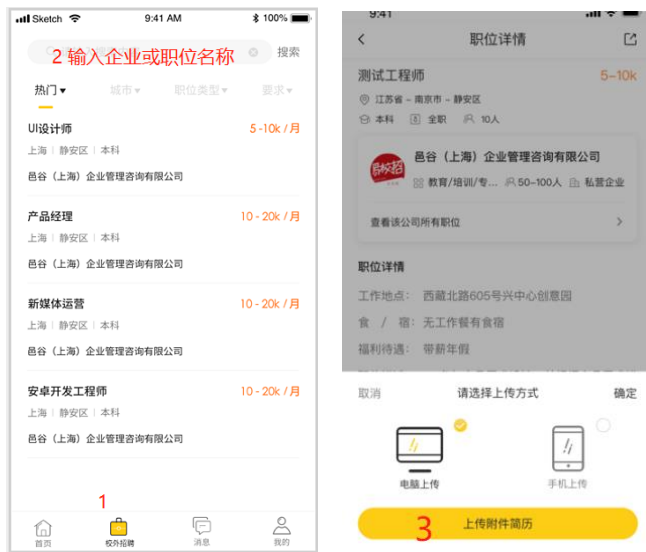 Sketch 9:41 AM 100%
2 输入企业或职位名称 搜索
热门 城市 职位类型 要求
UI设计师 5-10k /月
上海 静安区 本科
邑谷（上海）企业管理咨询有限公司
产品经理 10 - 20k /月
上海 静安区 本科
邑谷（上海）企业管理咨询有限公司
新媒体运营 10 - 20k /月
上海 静安区 本科
邑谷（上海）企业管理咨询有限公司
安卓开发工程师 10 - 20k /月
上海 静安区 本科
邑谷（上海）企业管理咨询有限公司
1
首页 校外招聘 消息 我的
9:41
职位详情
测试工程师 5-10k
江苏省 - 南京市 - 静安区
本科 全职 10人
易校招
邑谷（上海）企业管理咨询有限公司
教育/培训/专... 50-100人 私营企业
查看该公司所有职位
职位详情
工作地点： 西藏北路605号兴中心创意园
食 / 宿： 无工作餐有食宿
福利待遇： 带薪年假
取消 请选择上传方式 确定
电脑上传 手机上传
3 上传附件简历